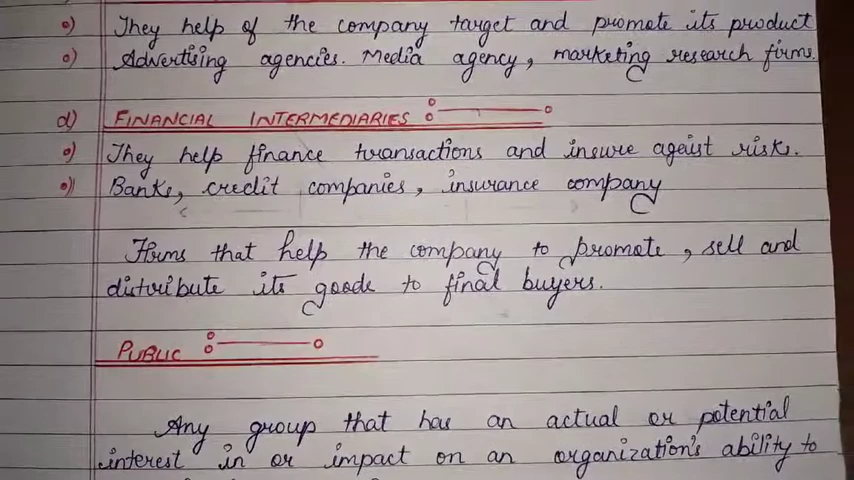 o) They help of the company target and promote its product
o) Advertising agencies. Media agency, marketing research firms.
d) FINANCIAL INTERMEDIARIES
o) They help finance transactions and insure ageist risks.
o) Banks, credit companies, insurance company
Firms that help the company to promote, sell and
distribute its goods to final buyers.
PUBLIC
Any group that has an actual or potential
interest in or impact on an organization's ability to